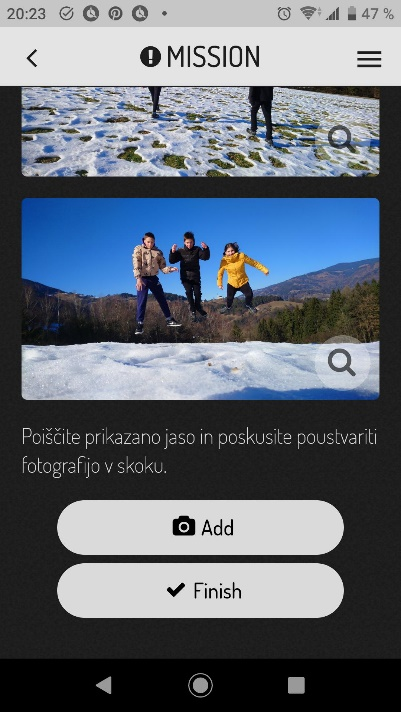 20:23
47 %
MISSION
Poiščite prikazano jaso in poskusite poustvariti
fotografijo v skoku.
Add
Finish